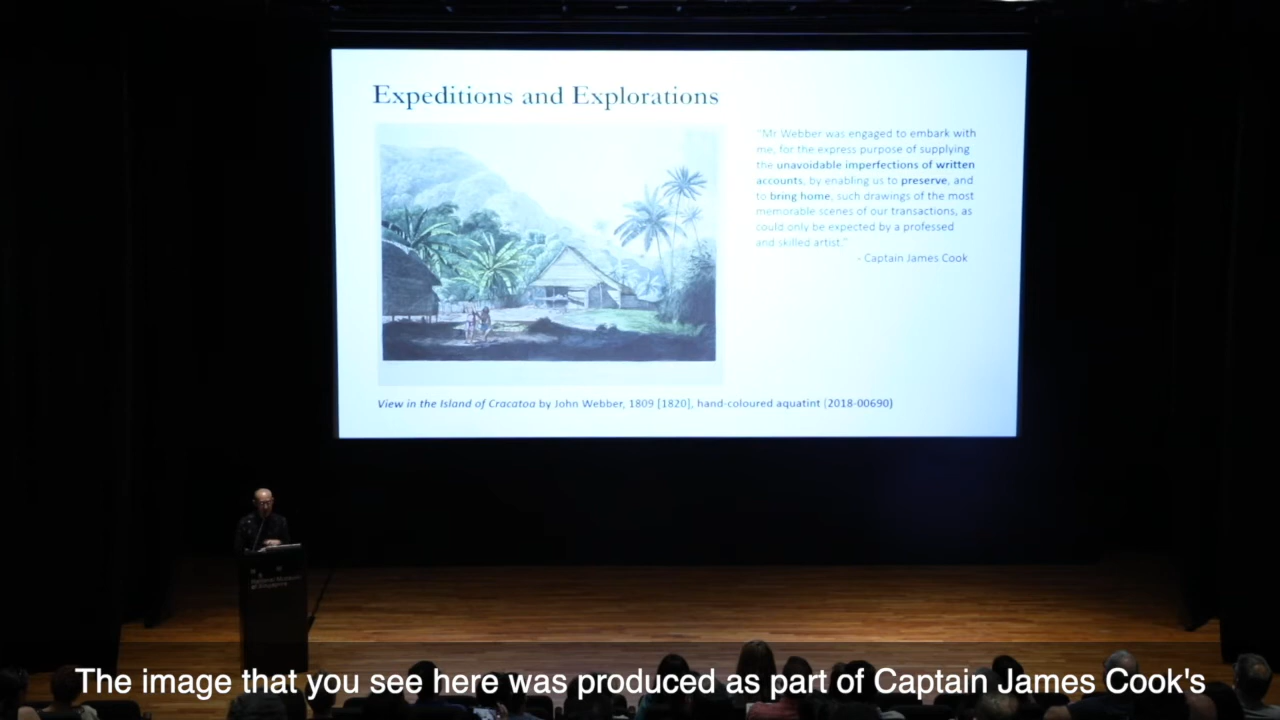 Expeditions and Explorations
"Mr Webber was engaged to embark with
me, for the express purpose of supplying
the unavoidable imperfections of written
accounts, by enabling us to preserve, and
to bring home, such drawings of the most
memorable scenes of our transactions, as
could only be expected by a professed
and skilled artist."
- Captain James Cook
View in the Island of Cracatoa by John Webber, 1809 [1820], hand-coloured aquatint (2018-00690)
National Museum
of Singapore
The image that you see here was produced as part of Captain James Cook's